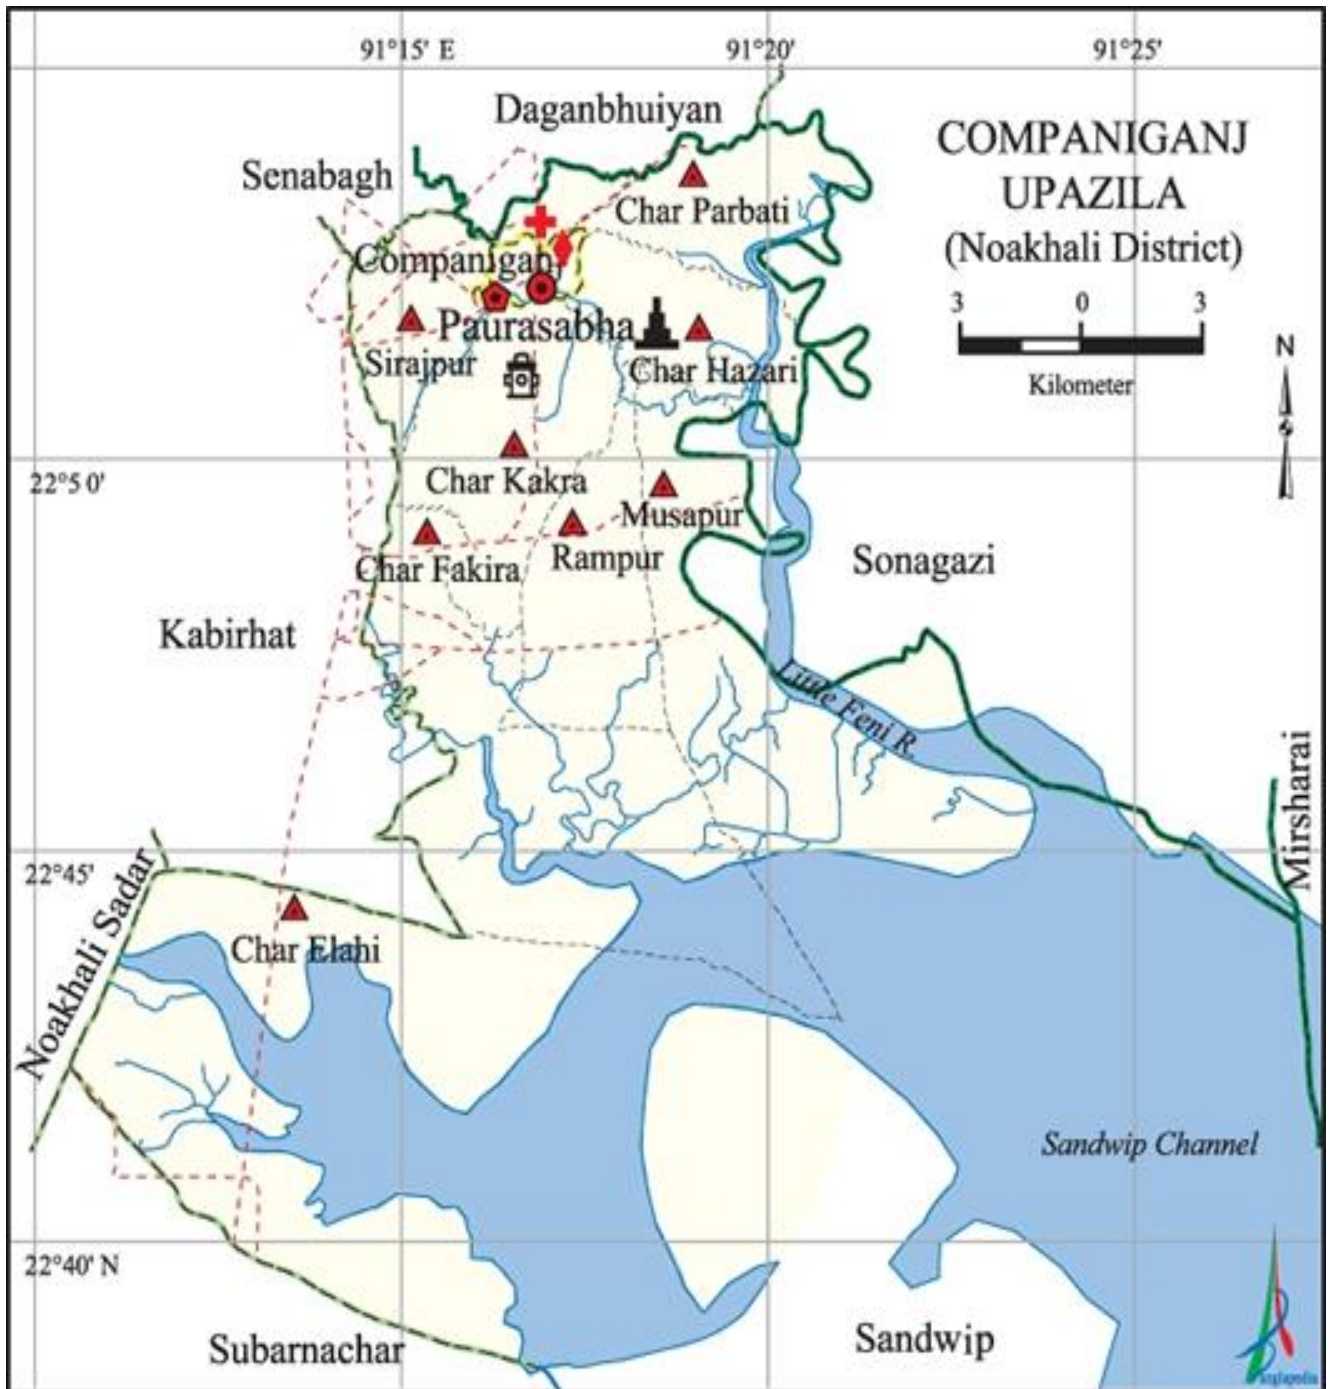 91°15' E
91°20'
91°25'
Daganbhuiyan
COMPANIGANJ
UPAZILA
(Noakhali District)
Senabagh
Char Parbati
Companiganj
3 0 3
Kilometer
N
Paurasabha
Sirajpur
Char Hazari
22°5 0'
Char Kakra
Musapur
Rampur
Char Fakira
Sonagazi
Kabirhat
Little Feni R.
Mirsharai
22°45'
Noakhali Sadar
Char Elahi
Sandwip Channel
22°40' N
Subarnachar
Sandwip